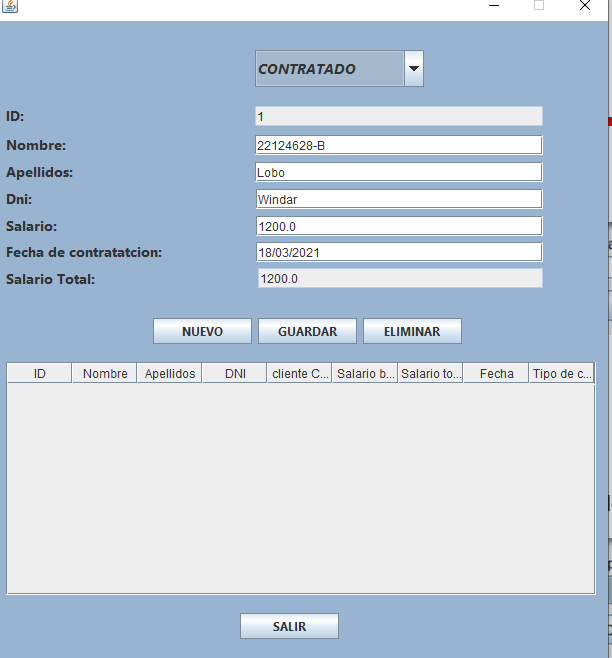 CONTRATADO
ID: 1
Nombre: 22124628-B
Apellidos: Lobo
Dni: Windar
Salario: 1200.0
Fecha de contratatcion: 18/03/2021
Salario Total: 1200.0
NUEVO GUARDAR ELIMINAR
ID Nombre Apellidos DNI cliente C... Salario b... Salario to... Fecha Tipo de c...
SALIR